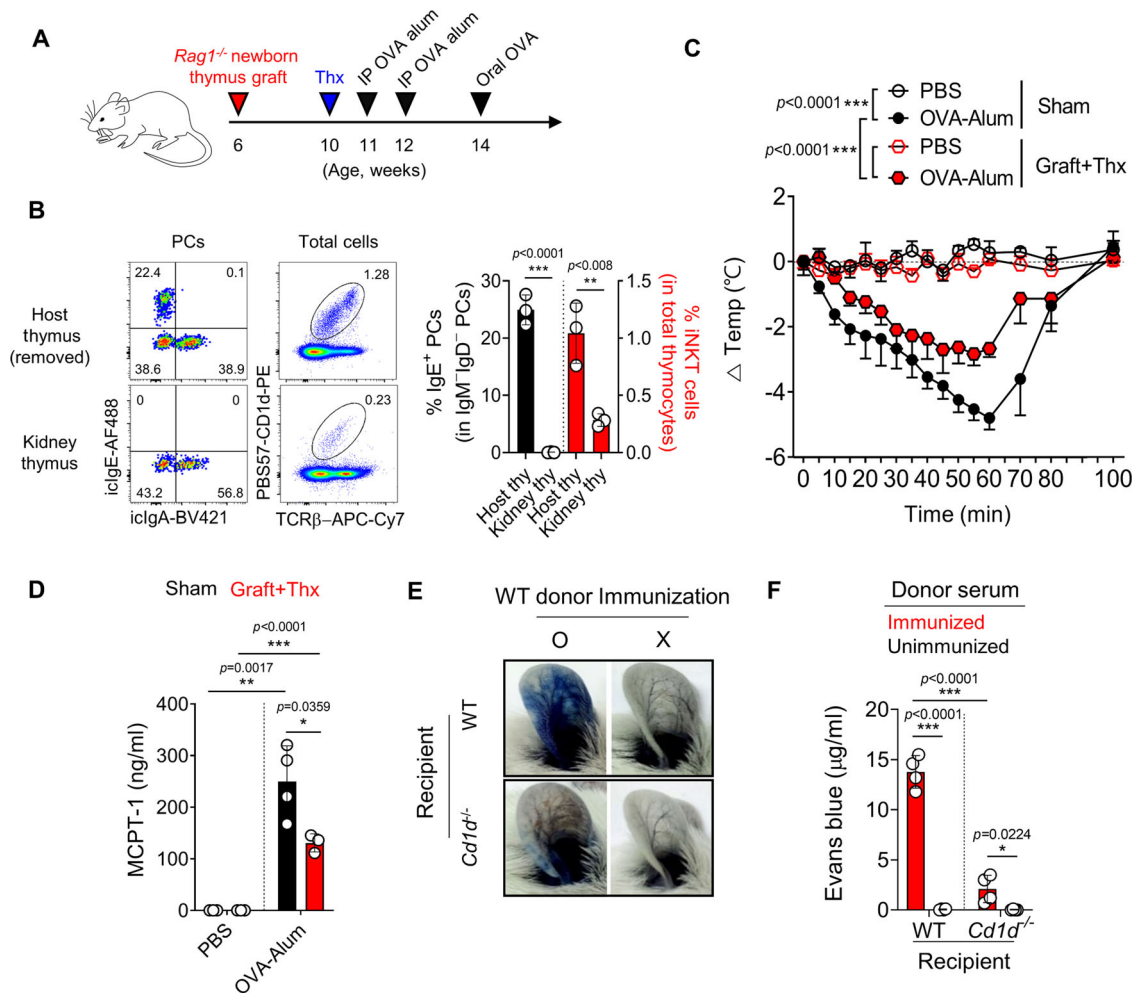 A
Rag1-/- newborn
thymus graft
Thx
IP OVA alum
IP OVA alum
Oral OVA
6
10
11
12
14
(Age, weeks)
B
PCs
Total cells
Host
thymus
(removed)
22.4
0.1
38.6
38.9
1.28
Kidney
thymus
0
0
43.2
56.8
0.23
icIgE-AF488
icIgA-BV421
PBS57-CD1d-PE
TCRβ–APC-Cy7
p<0.0001
***
p<0.008
**
% IgE+ PCs
(in IgM–IgD– PCs)
30
20
10
0
1.5
1.0
0.5
0.0
% iNKT cells
(in total thymocytes)
Host thy
Kidney thy
Host thy
Kidney thy
C
p<0.0001 ***
PBS
OVA-Alum
Sham
p<0.0001 ***
PBS
OVA-Alum
Graft+Thx
△ Temp (°C)
2
0
-2
-4
-6
0 10 20 30 40 50 60 70 80 100
Time (min)
D
Sham Graft+Thx
p<0.0001
***
p=0.0017
**
p=0.0359
*
MCPT-1 (ng/ml)
400
300
200
100
0
PBS
OVA-Alum
E
WT donor Immunization
O X
Recipient
WT
Cd1d-/-
F
Donor serum
Immunized
Unimmunized
p<0.0001
***
p<0.0001
***
p=0.0224
*
Evans blue (µg/ml)
20
15
10
5
0
WT Cd1d-/-
Recipient